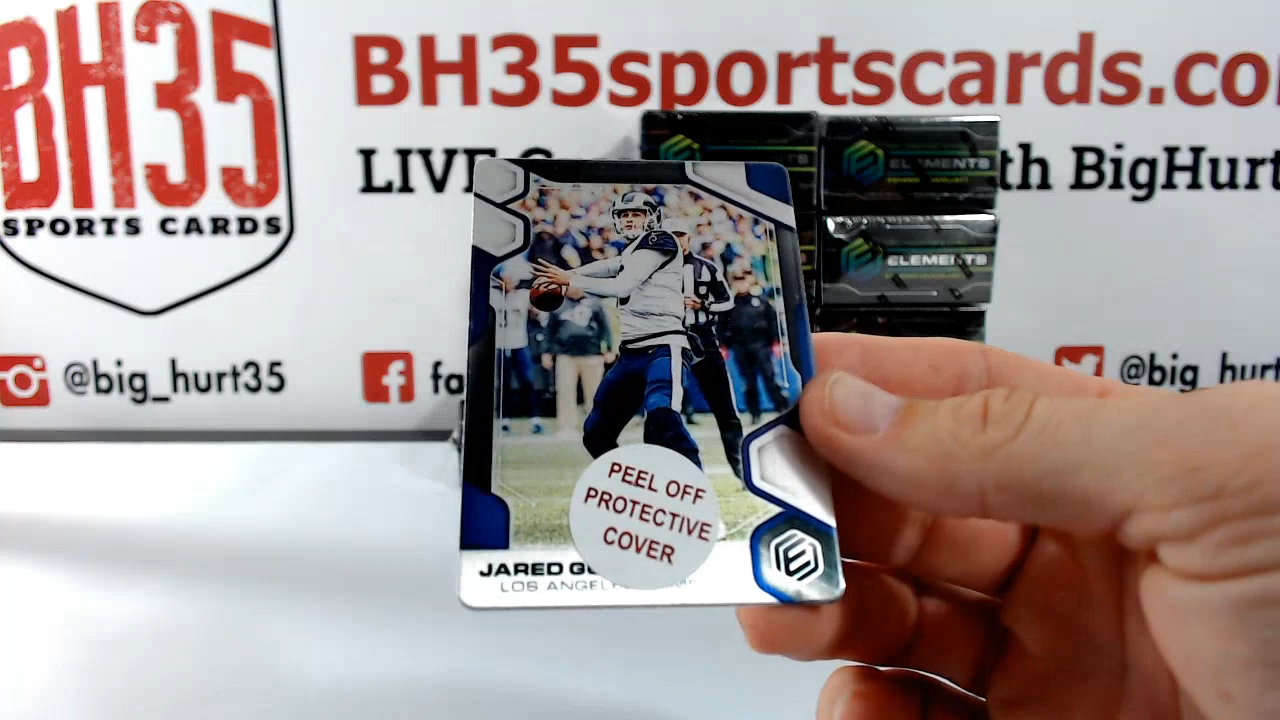 BH35
SPORTS CARDS
BH35sportscards.co
LIVE
th BigHurt
@big_hurt35
fa
@big_hurt
ELEMENTS
ELEMENTS
PEEL OFF
PROTECTIVE
COVER
JARED G
LOS ANGEL